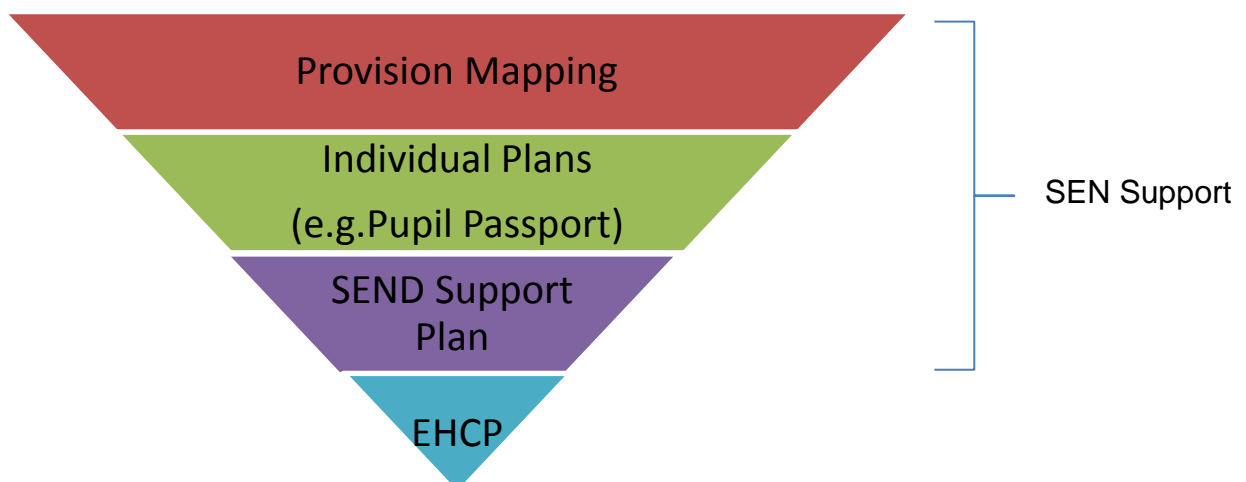 Provision Mapping
Individual Plans
(e.g.Pupil Passport)
SEND Support
Plan
EHCP
SEN Support